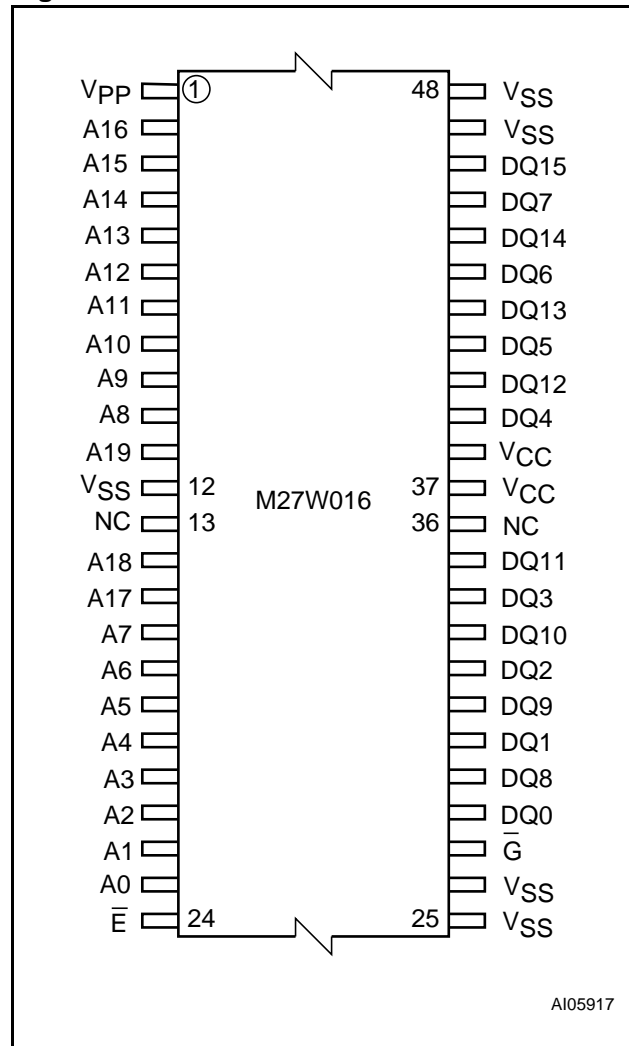 VPP 1 48 VSS
A16 VSS
A15 DQ15
A14 DQ7
A13 DQ14
A12 DQ6
A11 DQ13
A10 DQ5
A9 DQ12
A8 DQ4
A19 VCC
VSS 12 M27W016 37 VCC
NC 13 36 NC
A18 DQ11
A17 DQ3
A7 DQ10
A6 DQ2
A5 DQ9
A4 DQ1
A3 DQ8
A2 DQ0
A1 G̅
A0 VSS
E̅ 24 25 VSS
AI05917